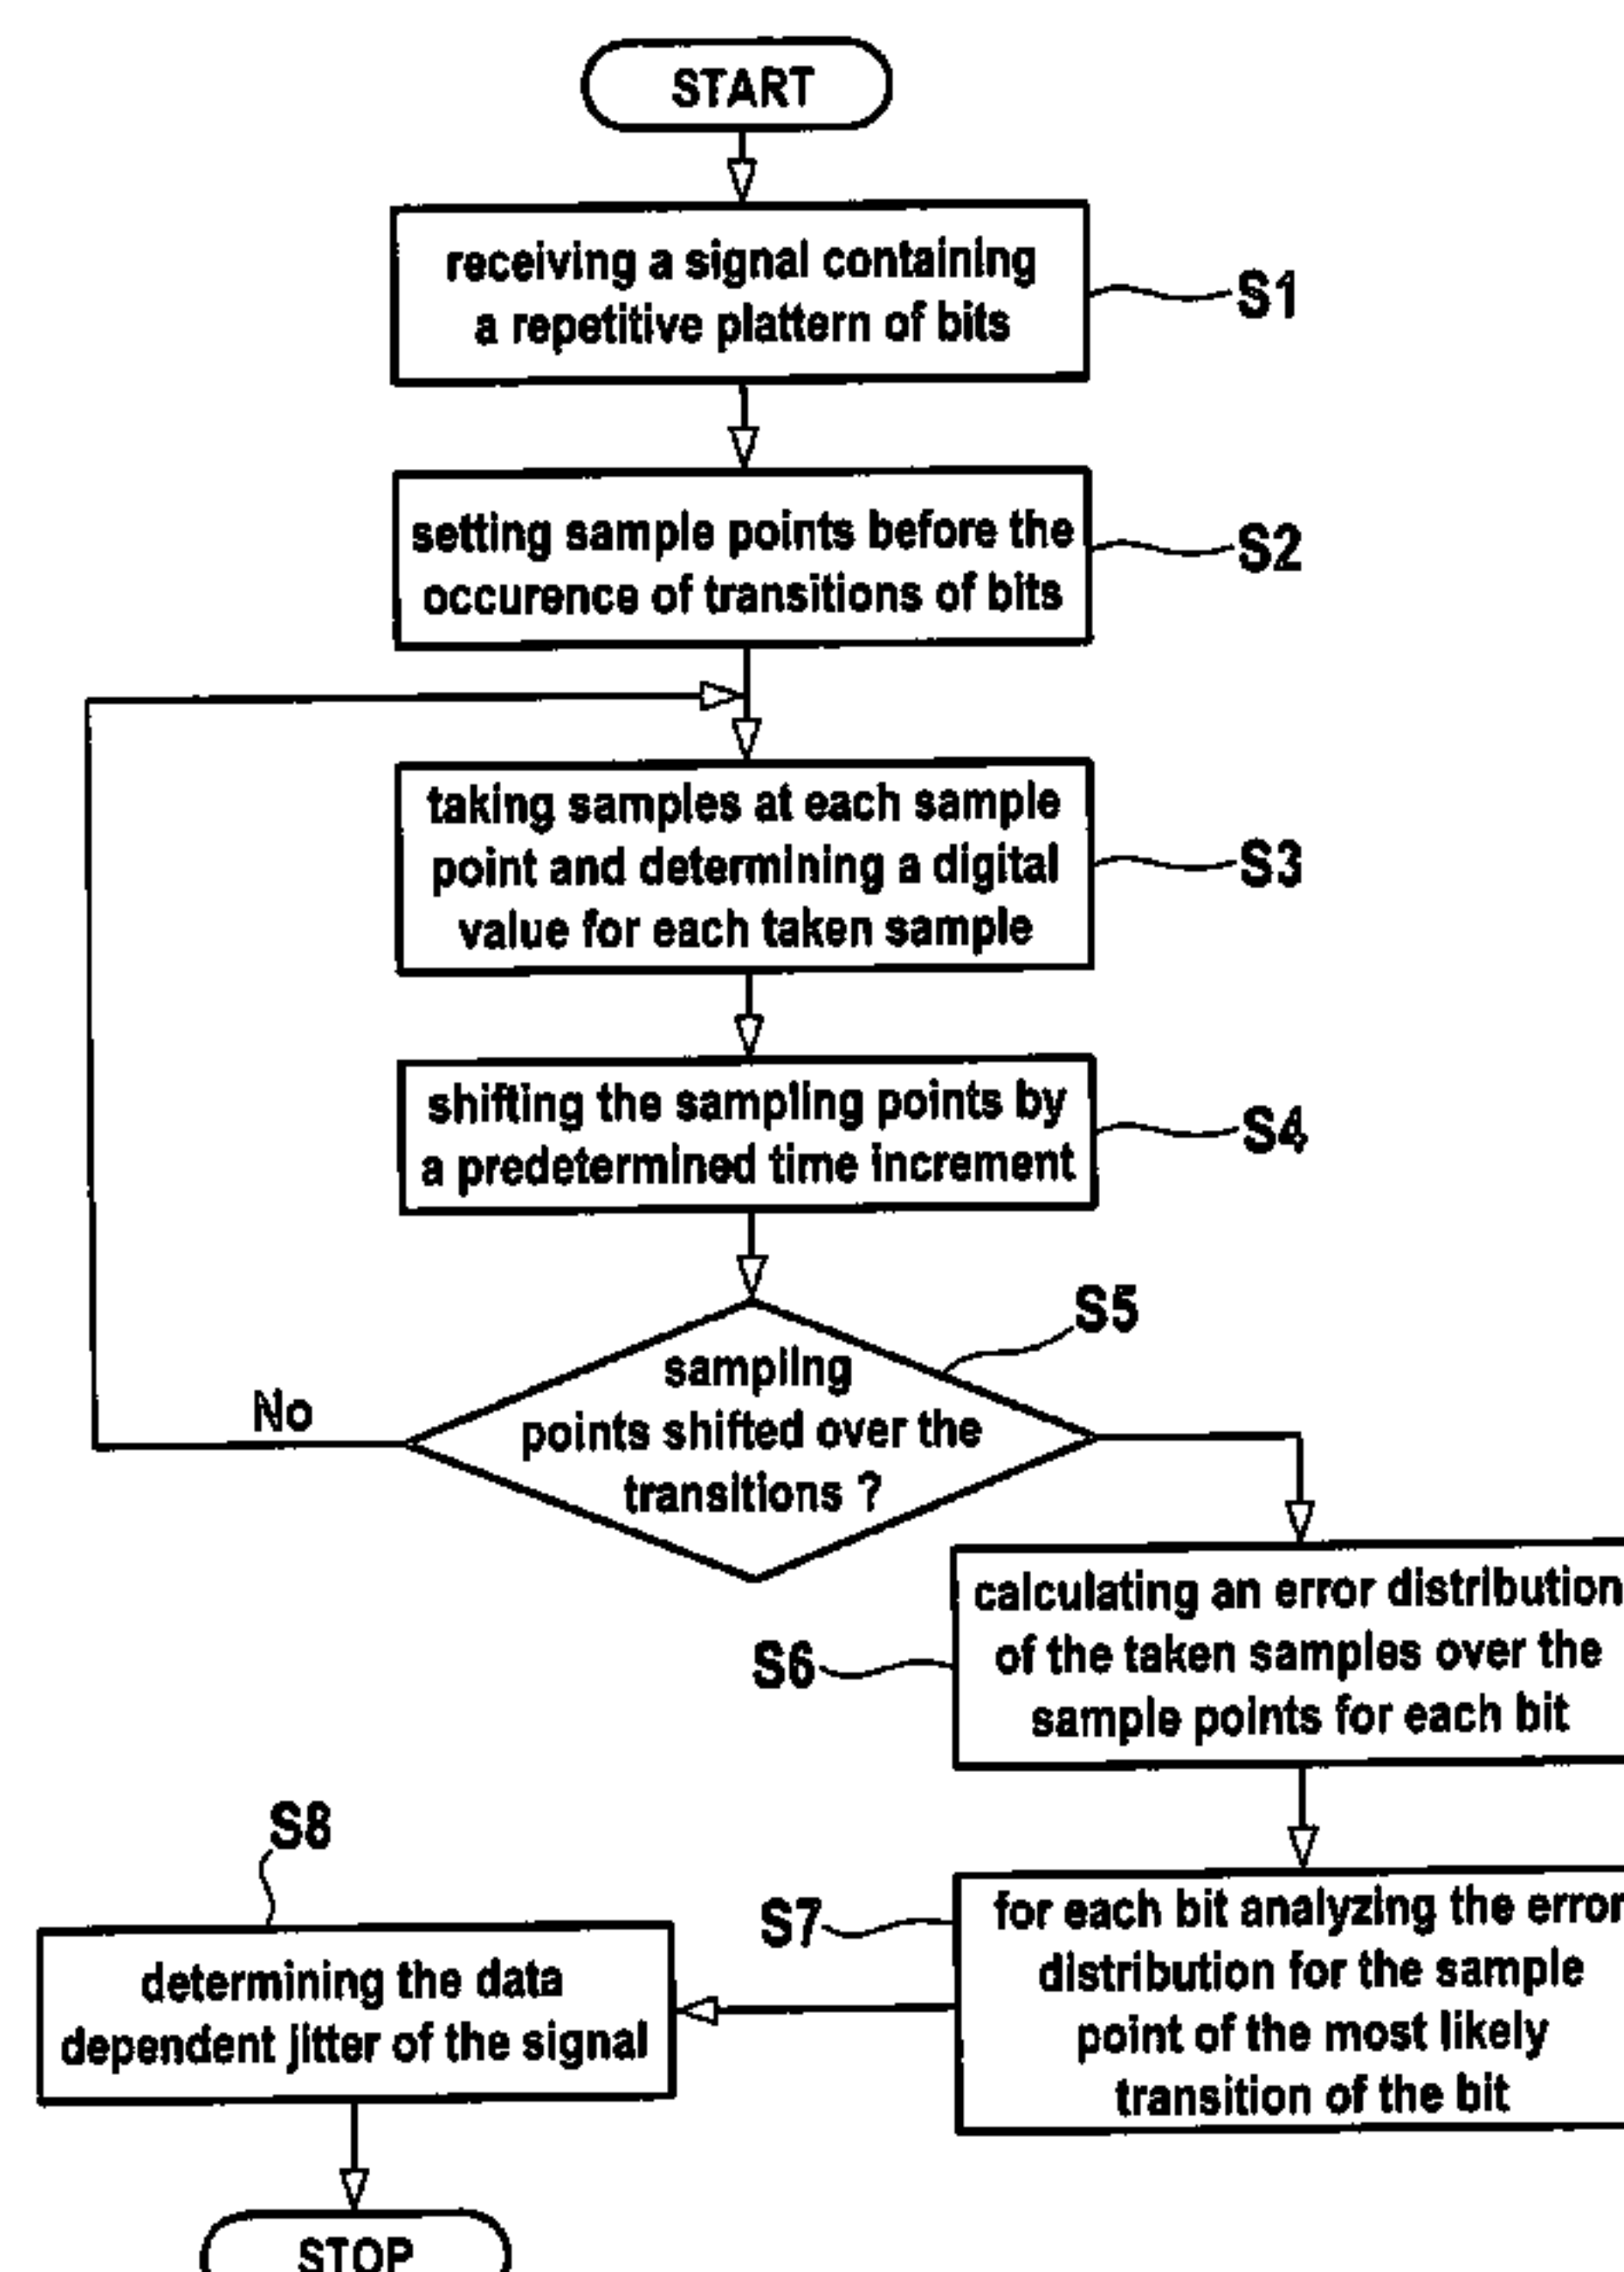 START
receiving a signal containing
a repetitive plattern of bits
S1
setting sample points before the
occurence of transitions of bits
S2
taking samples at each sample
point and determining a digital
value for each taken sample
S3
shifting the sampling points by
a predetermined time increment
S4
S5
sampling
points shifted over the
transitions ?
No
calculating an error distribution
of the taken samples over the
sample points for each bit
S6
for each bit analyzing the error
distribution for the sample
point of the most likely
transition of the bit
S7
S8
determining the data
dependent jitter of the signal
STOP